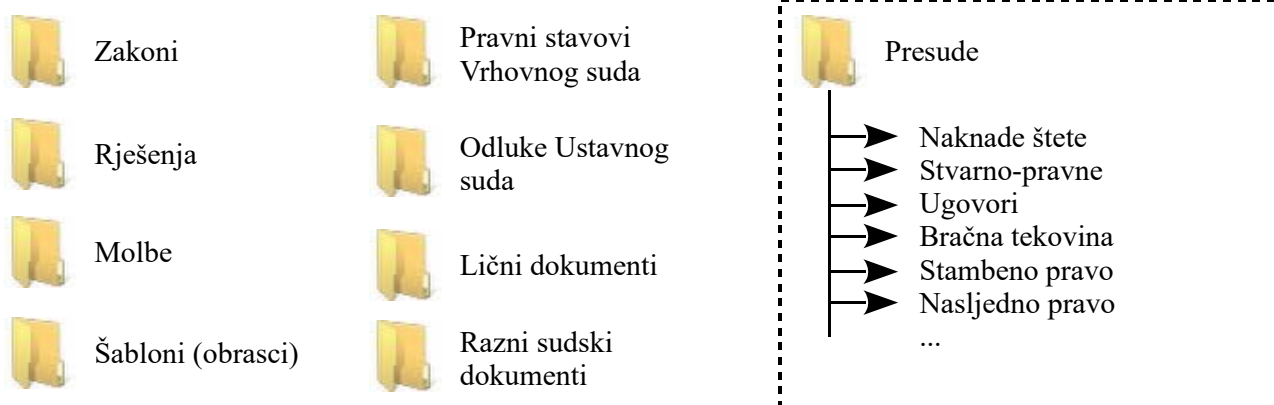 Zakoni
Rješenja
Molbe
Šabloni (obrasci)
Pravni stavovi
Vrhovnog suda
Odluke Ustavnog
suda
Lični dokumenti
Razni sudski
dokumenti
Presude
Naknade štete
Stvarno-pravne
Ugovori
Bračna tekovina
Stambeno pravo
Nasljedno pravo
...